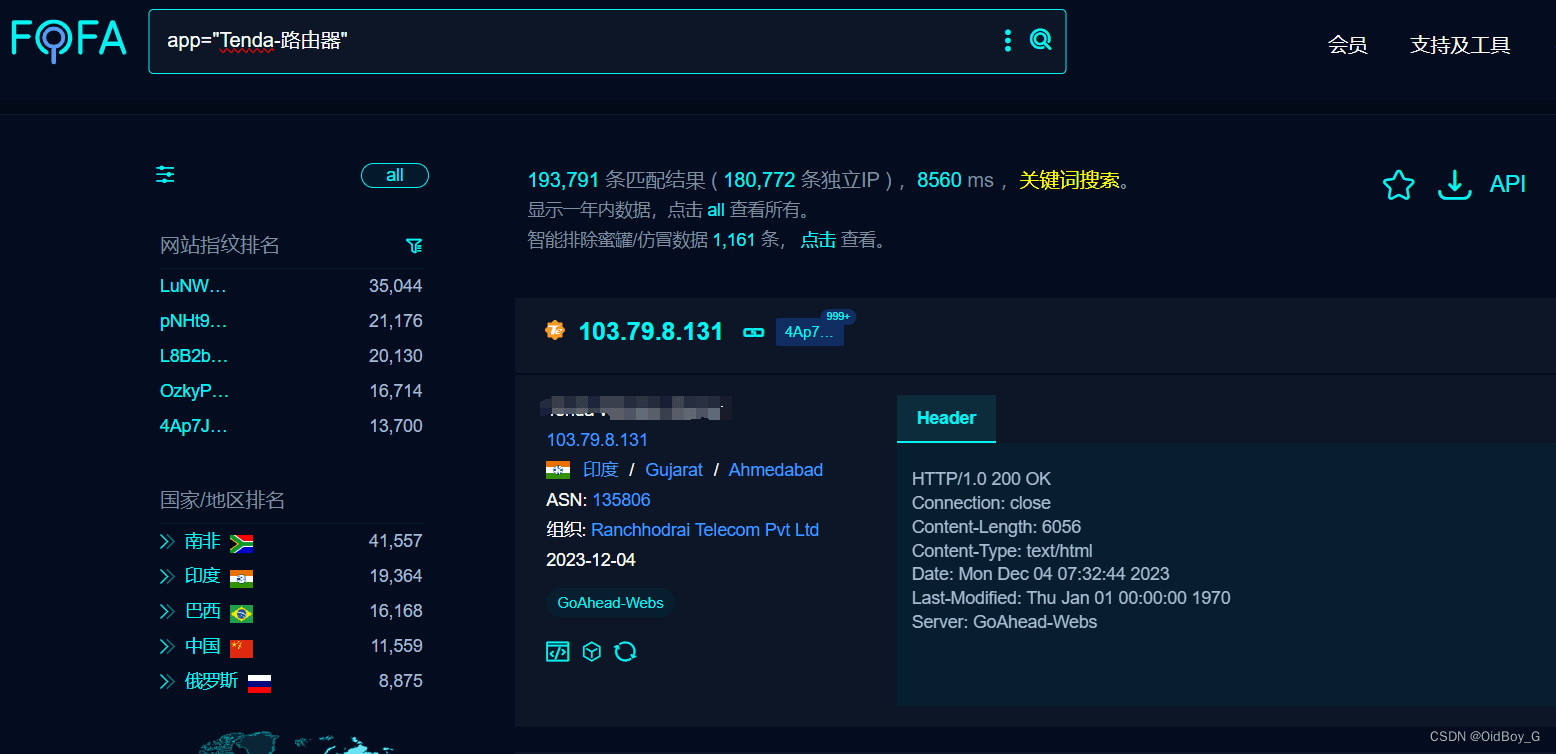 FOFA
app="Tenda-路由器"
会员
支持及工具
all
193,791 条匹配结果 ( 180,772 条独立IP ) ，8560 ms ，关键词搜索。
显示一年内数据，点击 all 查看所有。
智能排除蜜罐/仿冒数据 1,161 条， 点击 查看。
API
网站指纹排名
LuNW… 35,044
pNHt9… 21,176
L8B2b… 20,130
OzkyP… 16,714
4Ap7J… 13,700
国家/地区排名
南非 41,557
印度 19,364
巴西 16,168
中国 11,559
俄罗斯 8,875
103.79.8.131
4Ap7…
999+
103.79.8.131
印度 / Gujarat / Ahmedabad
ASN: 135806
组织: Ranchhodrai Telecom Pvt Ltd
2023-12-04
GoAhead-Webs
Header
HTTP/1.0 200 OK
Connection: close
Content-Length: 6056
Content-Type: text/html
Date: Mon Dec 04 07:32:44 2023
Last-Modified: Thu Jan 01 00:00:00 1970
Server: GoAhead-Webs
CSDN @OidBoy_G